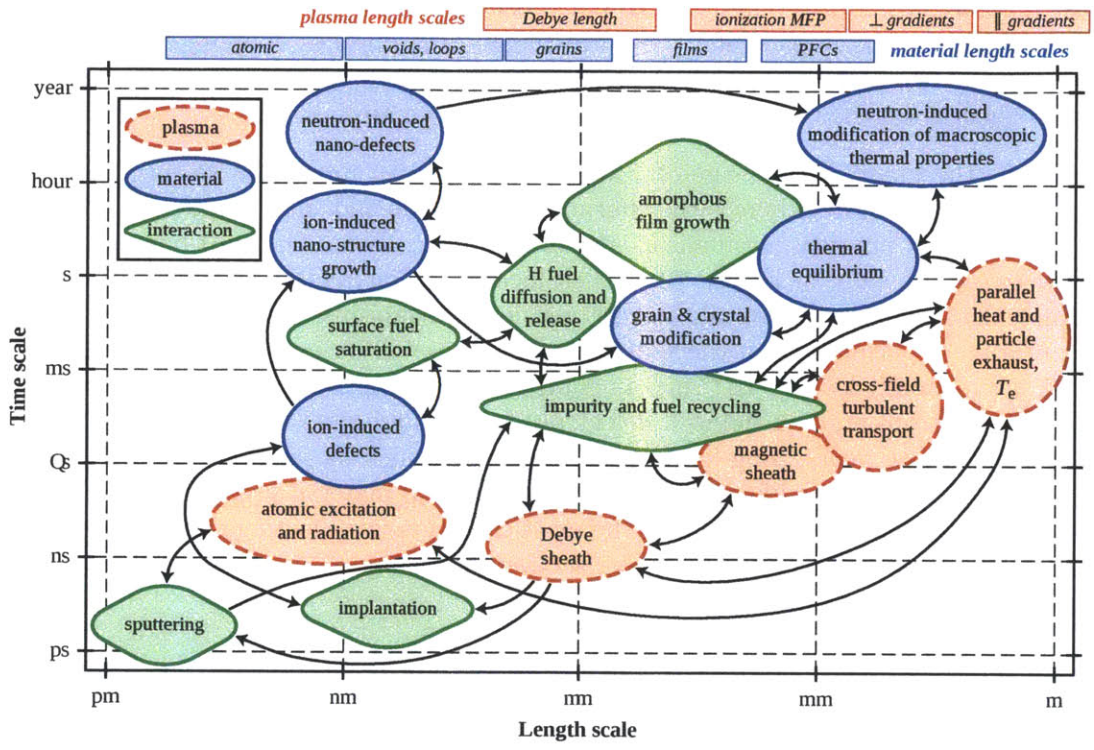 plasma length scales
Debye length
ionization MFP
⊥ gradients
∥ gradients
atomic
voids, loops
grains
films
PFCs
material length scales
year
hour
s
ms
Qs
ns
ps
Time scale
plasma
material
interaction
neutron-induced
nano-defects
neutron-induced
modification of macroscopic
thermal properties
amorphous
film growth
ion-induced
nano-structure
growth
thermal
equilibrium
H fuel
diffusion and
release
parallel
heat and
particle
exhaust,
Te
surface fuel
saturation
grain & crystal
modification
cross-field
turbulent
transport
impurity and fuel recycling
ion-induced
defects
magnetic
sheath
atomic excitation
and radiation
Debye
sheath
implantation
sputtering
pm
nm
mn
mm
m
Length scale